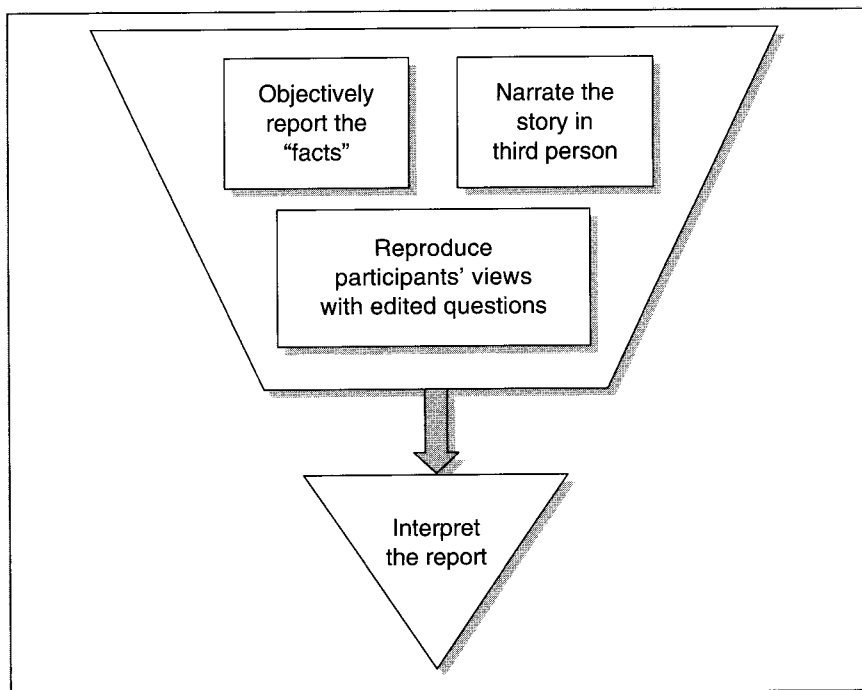 Objectively
report the
“facts”
Narrate the
story in
third person
Reproduce
participants’ views
with edited questions
Interpret
the report